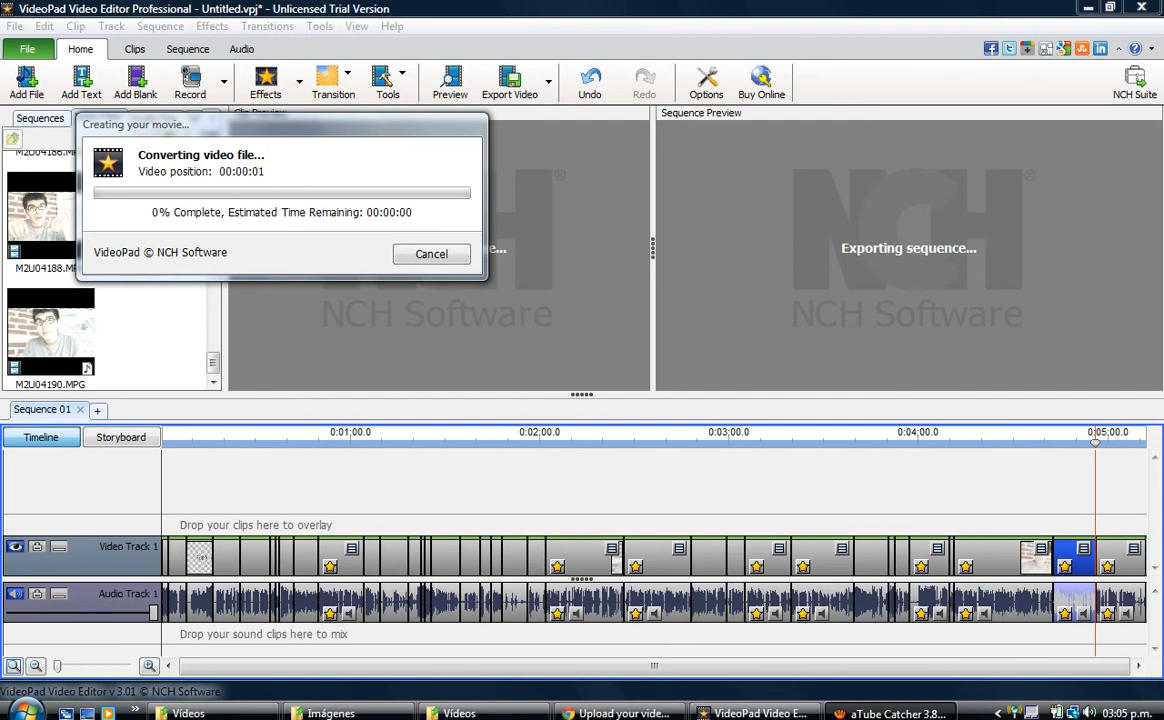 VideoPad Video Editor Professional - Untitled.vpj* - Unlicensed Trial Version
File Edit Clip Track Sequence Effects Transitions Tools View Help
File Home Clips Sequence Audio
Add File Add Text Add Blank Record Effects Transition Tools Preview Export Video Undo Redo Options Buy Online NCH Suite
Sequences
Sequence Preview
Creating your movie...
Converting video file...
Video position: 00:00:01
0% Complete, Estimated Time Remaining: 00:00:00
VideoPad © NCH Software
Cancel
M2U04188.MPG
M2U04190.MPG
NCH ®
NCH Software
Exporting sequence...
NCH ®
NCH Software
Sequence 01
Timeline Storyboard
0:01:00.0 0:02:00.0 0:03:00.0 0:04:00.0 0:05:00.0
Drop your clips here to overlay
Video Track 1
Audio Track 1
Drop your sound clips here to mix
VideoPad Video Editor v 3.01 © NCH Software
Vídeos Imágenes Vídeos Upload your vide... VideoPad Video E... aTube Catcher 3.8... 03:05 p.m.